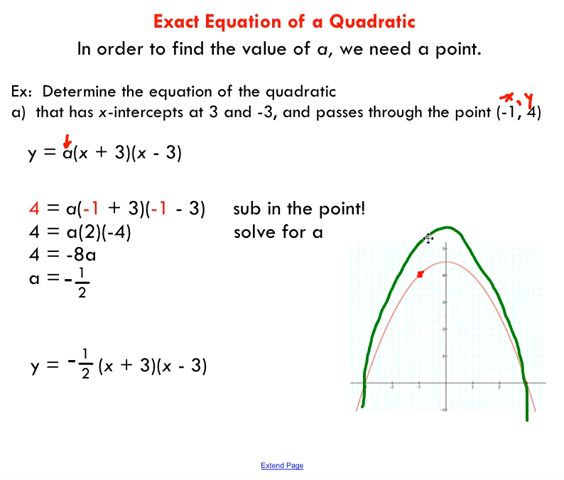 Exact Equation of a Quadratic
In order to find the value of a, we need a point.
Ex: Determine the equation of the quadratic
x, y
a) that has x-intercepts at 3 and -3, and passes through the point (-1, 4)
y = a(x + 3)(x - 3)
4 = a(-1 + 3)(-1 - 3) sub in the point!
4 = a(2)(-4) solve for a
4 = -8a
a = -1/2
y = -1/2 (x + 3)(x - 3)
Extend Page